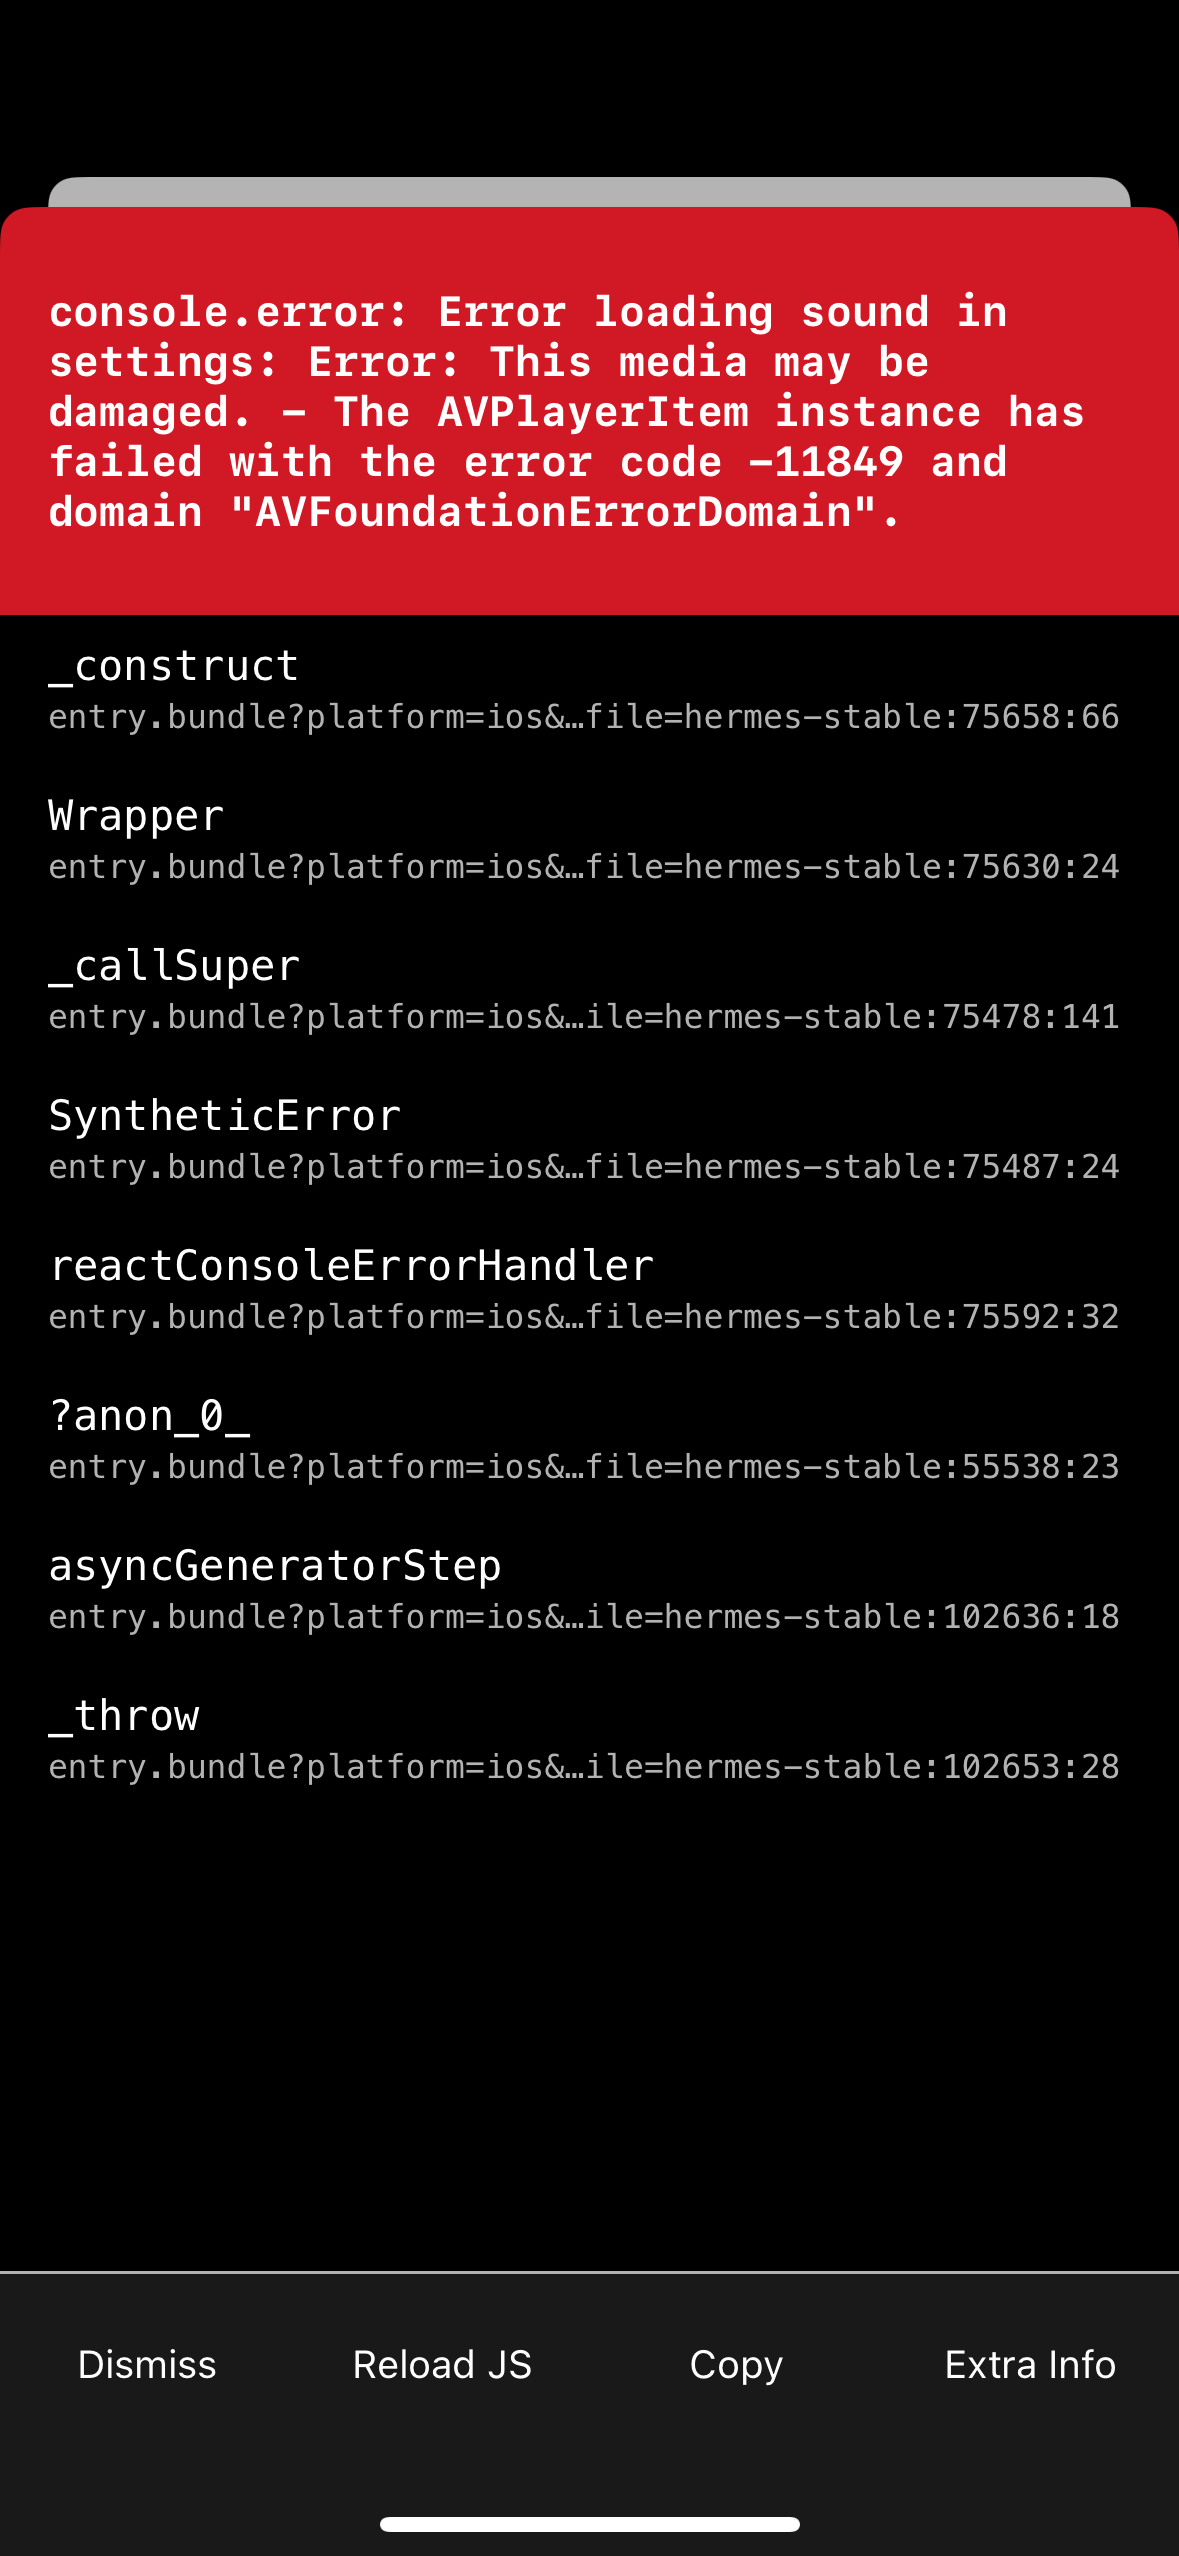 console.error: Error loading sound in
settings: Error: This media may be
damaged. – The AVPlayerItem instance has
failed with the error code –11849 and
domain "AVFoundationErrorDomain".
_construct
entry.bundle?platform=ios&…file=hermes-stable:75658:66
Wrapper
entry.bundle?platform=ios&…file=hermes-stable:75630:24
_callSuper
entry.bundle?platform=ios&…ile=hermes-stable:75478:141
SyntheticError
entry.bundle?platform=ios&…file=hermes-stable:75487:24
reactConsoleErrorHandler
entry.bundle?platform=ios&…file=hermes-stable:75592:32
?anon_0_
entry.bundle?platform=ios&…file=hermes-stable:55538:23
asyncGeneratorStep
entry.bundle?platform=ios&…ile=hermes-stable:102636:18
_throw
entry.bundle?platform=ios&…ile=hermes-stable:102653:28
Dismiss
Reload JS
Copy
Extra Info